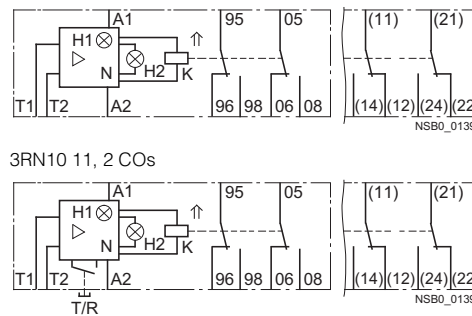 A1 95 05 (11) (21)
H1 N H2 K
T1 T2 A2 96 98 06 08 (14) (12) (24) (22
NSB0_0139
3RN10 11, 2 COs
A1 95 05 (11) (21)
H1 N H2 K
T1 T2 A2 96 98 06 08 (14) (12) (24) (22
NSB0_0139
T/R